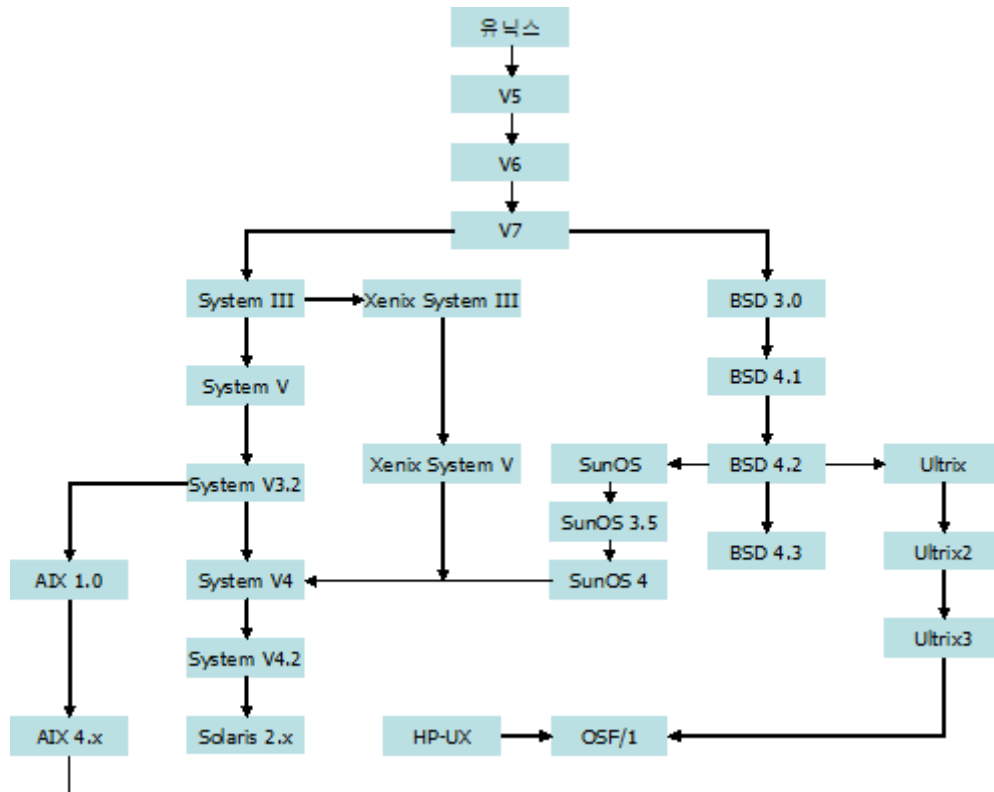 유닉스
V5
V6
V7
System III
Xenix System III
BSD 3.0
System V
BSD 4.1
System V3.2
Xenix System V
SunOS
BSD 4.2
Ultrix
SunOS 3.5
BSD 4.3
Ultrix2
AIX 1.0
System V4
SunOS 4
Ultrix3
System V4.2
AIX 4.x
Solaris 2.x
HP-UX
OSF/1